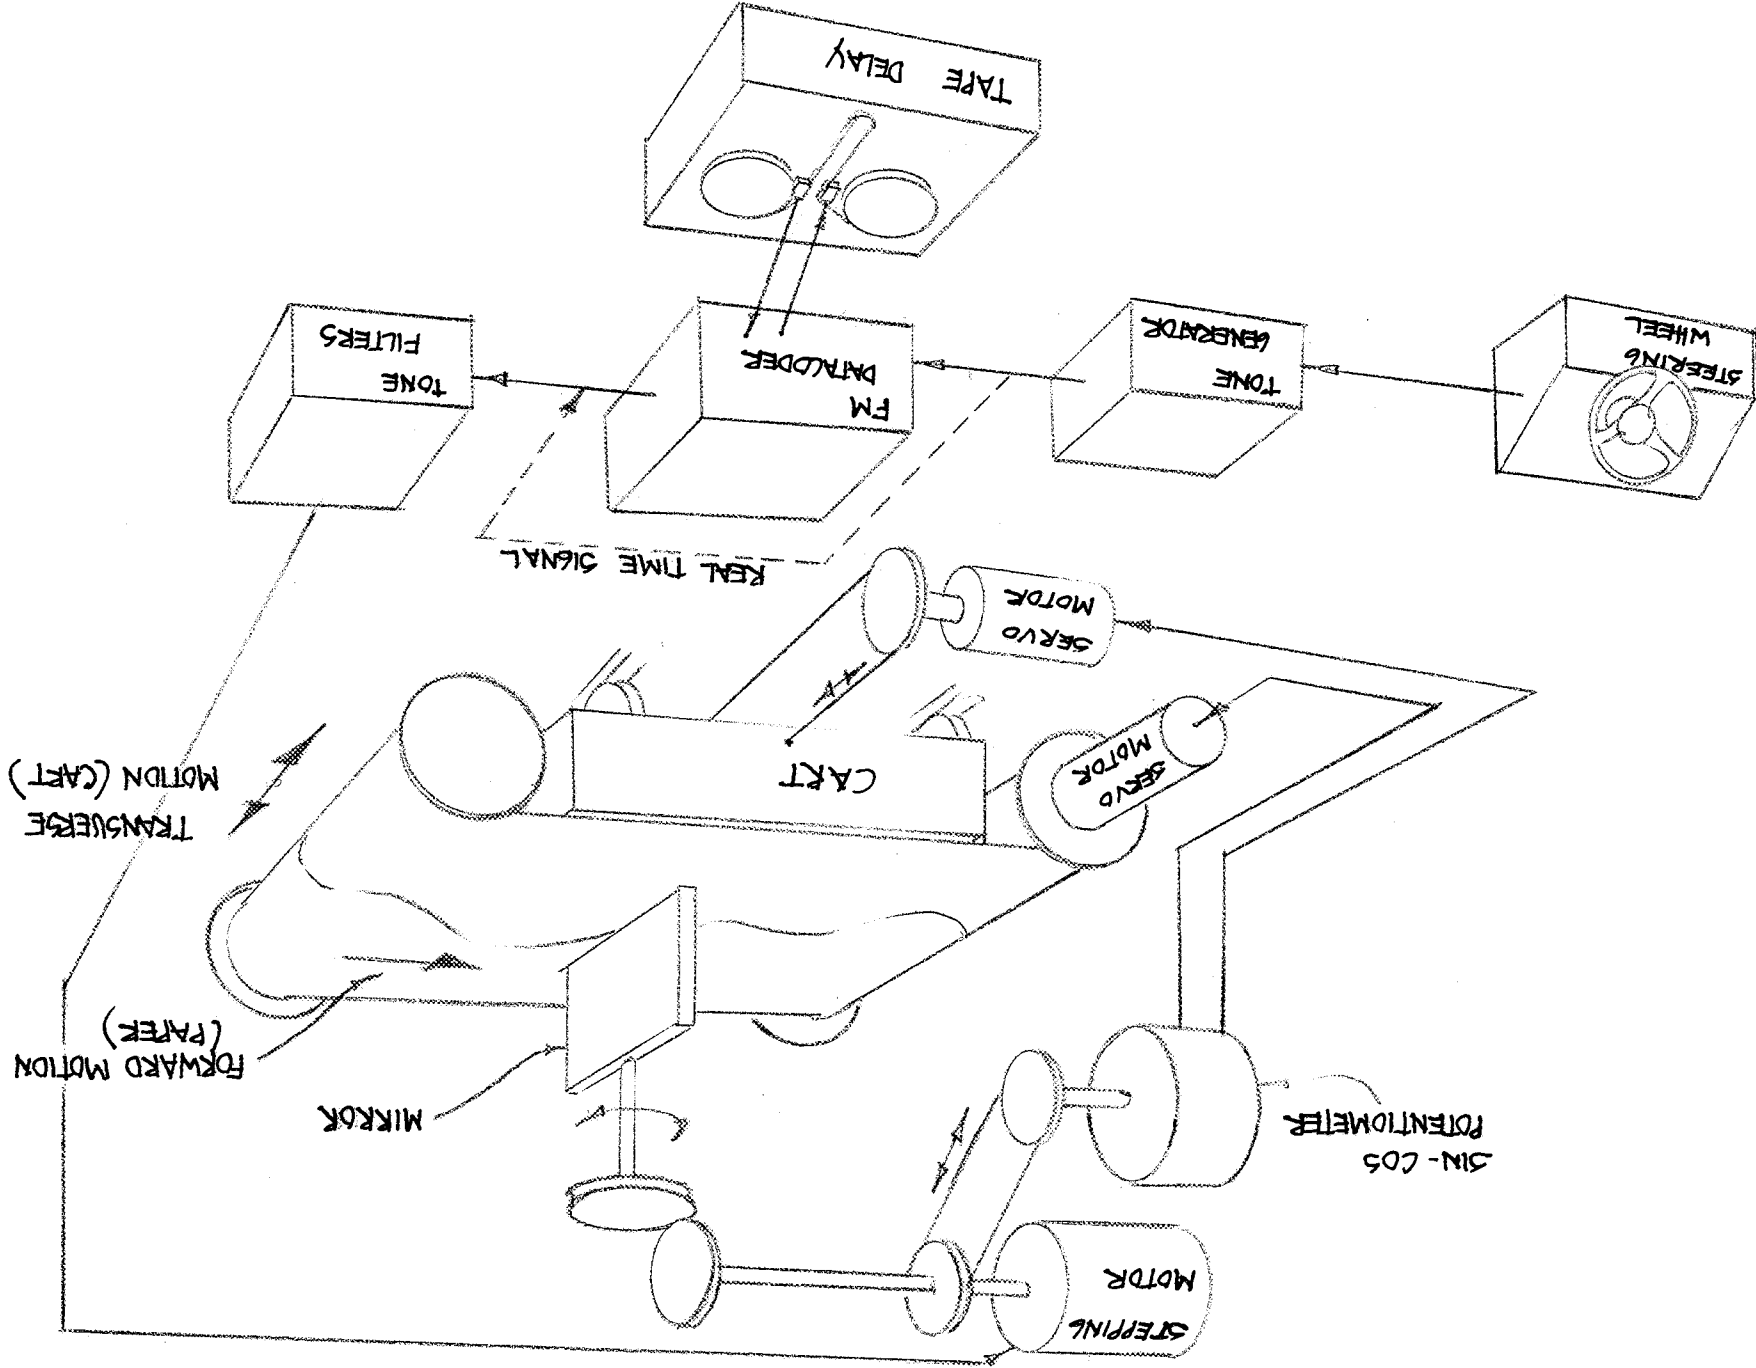 STEPPING
MOTOR
SIN-COS
POTENTIOMETER
MIRROR
FORWARD MOTION
(PAPER)
TRANSVERSE
MOTION (CART)
SERVO
MOTOR
CART
SERVO
MOTOR
REAL TIME SIGNAL
STEERING
WHEEL
TONE
GENERATOR
FM
DATACODER
TONE
FILTERS
TAPE DELAY